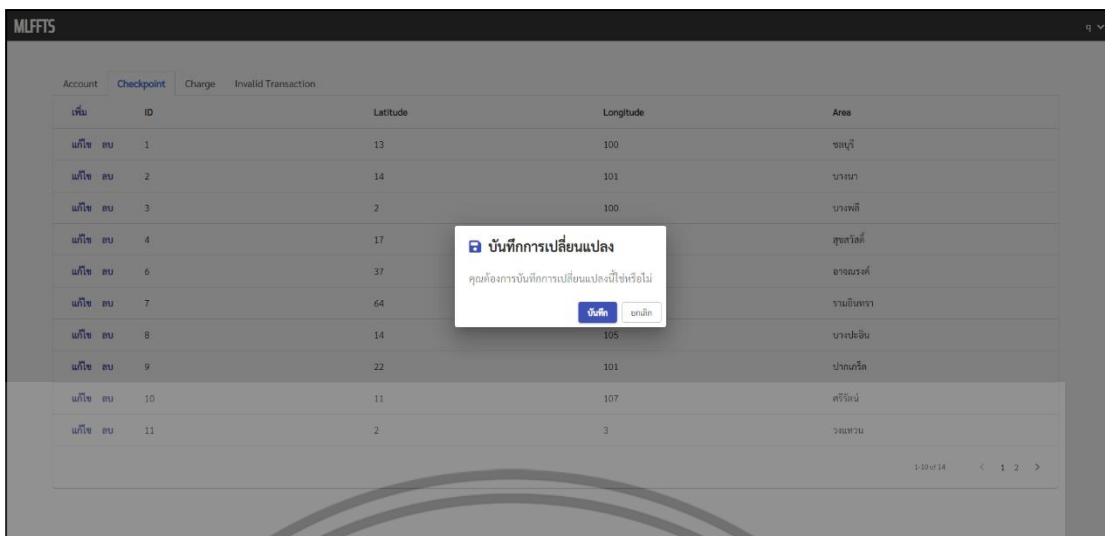 MLFFTS
ๆ
Account Checkpoint Charge Invalid Transaction
เพิ่ม ID Latitude Longitude Area
แก้ไข ลบ 1 13 100 ชลบุรี
แก้ไข ลบ 2 14 101 บางนา
แก้ไข ลบ 3 2 100 บางพลี
แก้ไข ลบ 4 17 สุขสวัสดิ์
แก้ไข ลบ 6 37 อาจณรงค์
แก้ไข ลบ 7 64 รามอินทรา
แก้ไข ลบ 8 14 105 บางปะอิน
แก้ไข ลบ 9 22 101 ปากเกร็ด
แก้ไข ลบ 10 11 107 ศรีรัตน์
แก้ไข ลบ 11 2 3 วงแหวน
บันทึกการเปลี่ยนแปลง
คุณต้องการบันทึกการเปลี่ยนแปลงนี้ใช่หรือไม่
บันทึก ยกเลิก
1-10 of 14 < 1 2 >